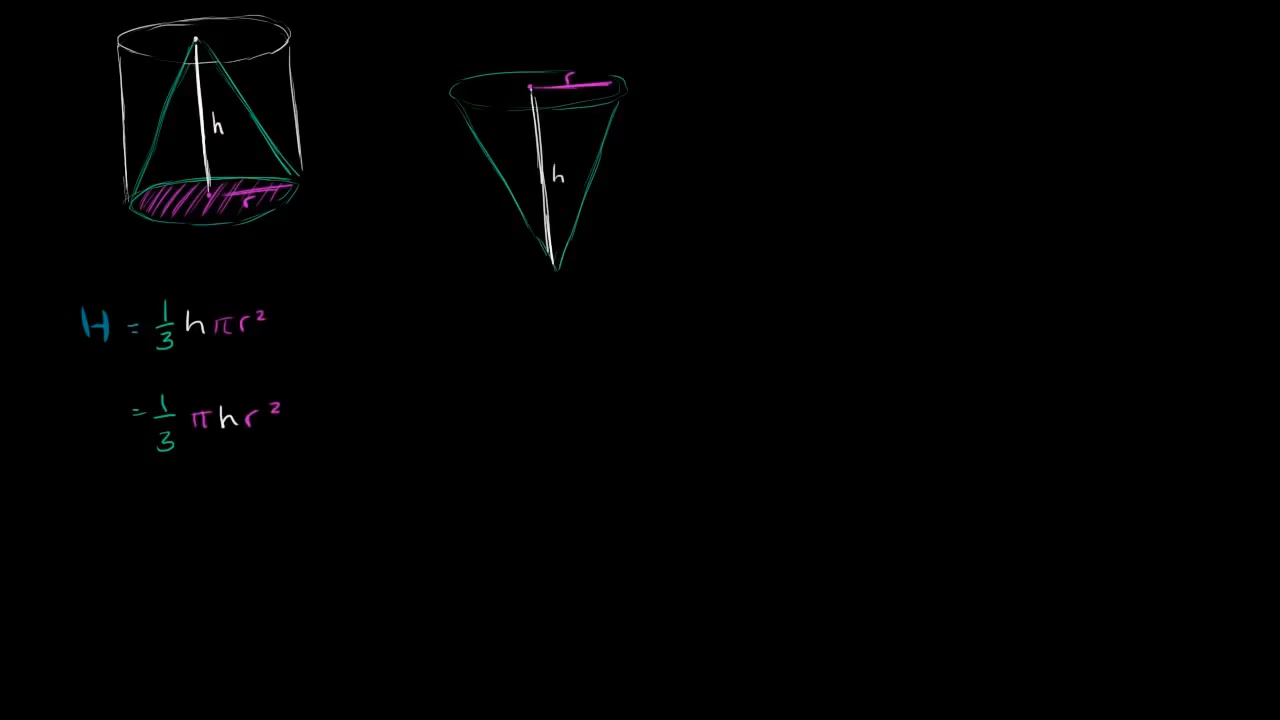 h
r
r
h
H = 1/3 hπr²
= 1/3 πhr²